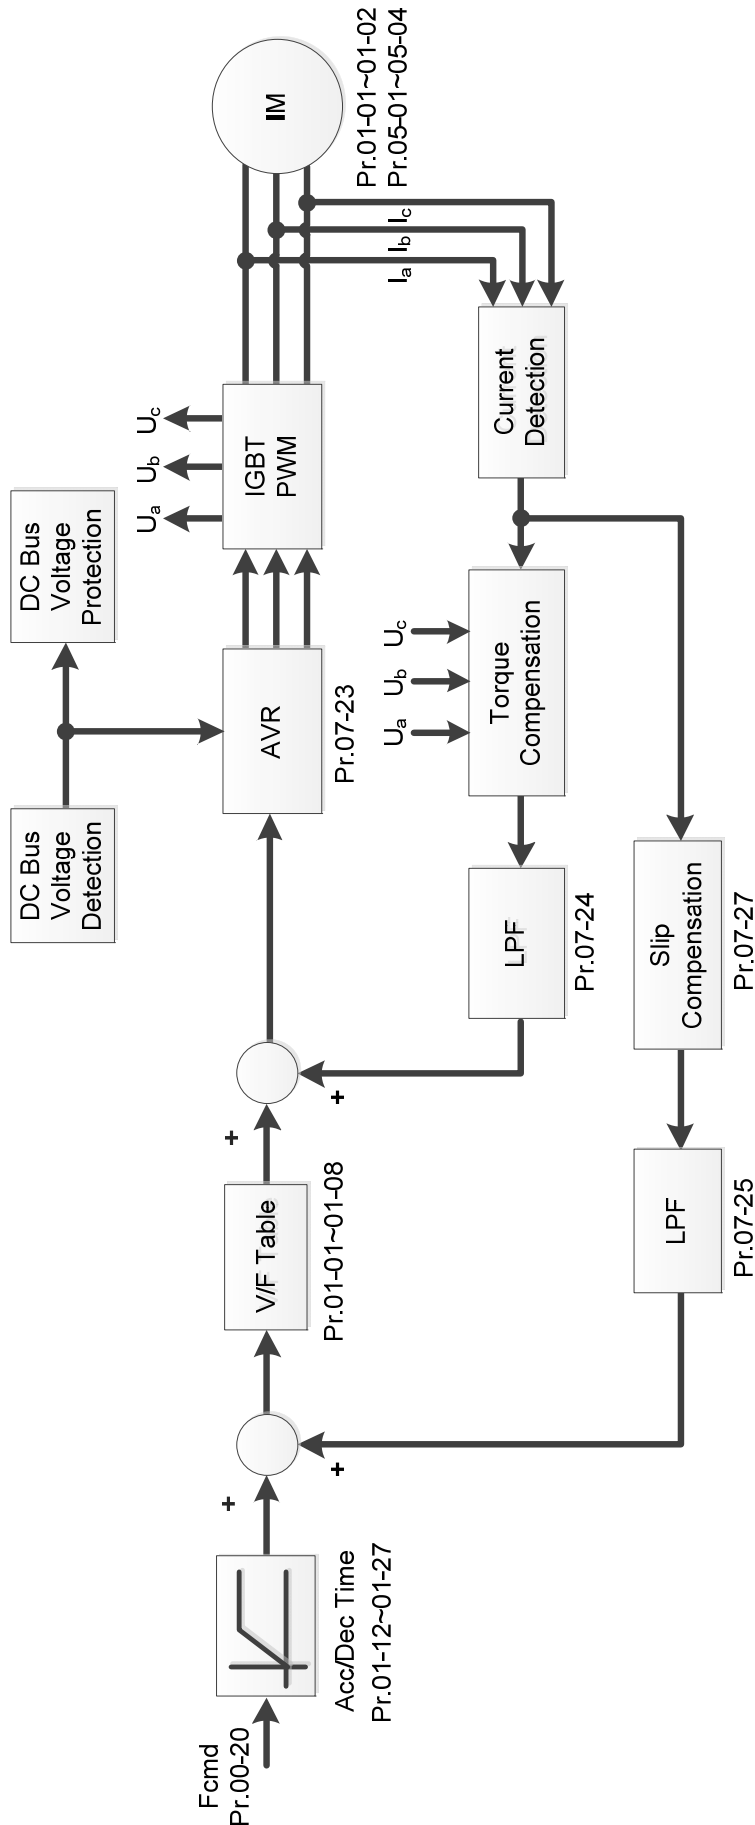 DC Bus
Voltage
Detection
DC Bus
Voltage
Protection
Fcmd
Pr.00-20
Acc/Dec Time
Pr.01-12~01-27
+
+
V/F Table
Pr.01-01~01-08
+
+
AVR
Pr.07-23
Ua
Ub
Uc
IGBT
PWM
IM
Pr.01-01~01-02
Pr.05-01~05-04
Ia
Ib
Ic
Current
Detection
Ua
Ub
Uc
Torque
Compensation
LPF
Pr.07-24
Slip
Compensation
Pr.07-27
LPF
Pr.07-25